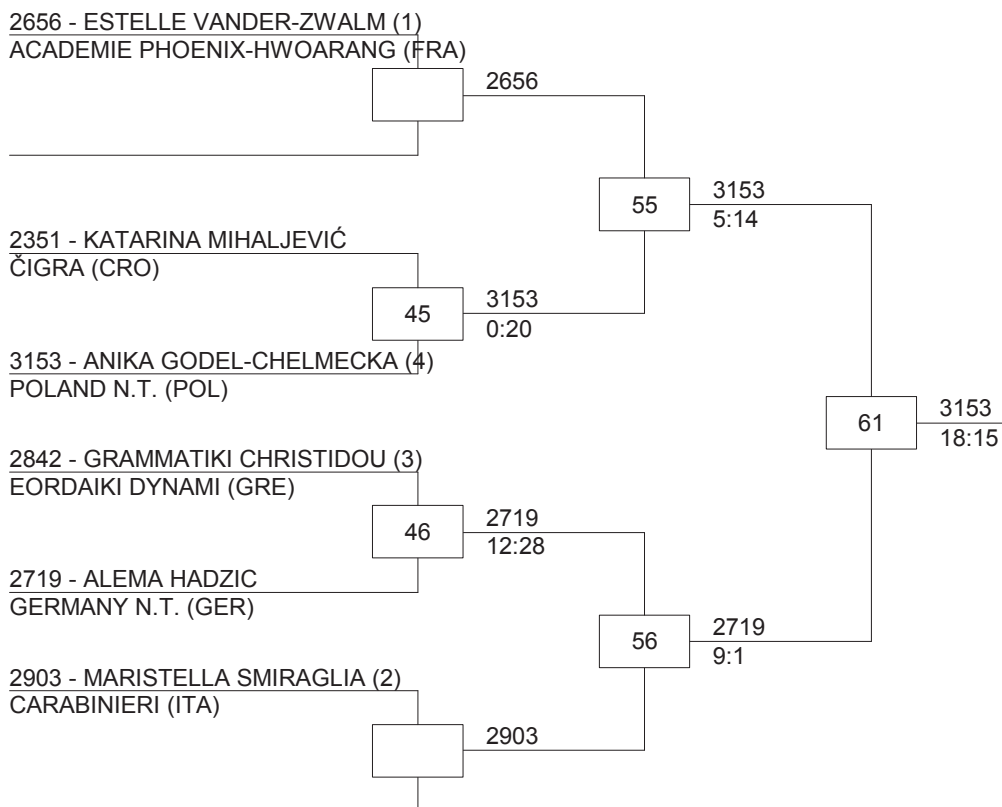 2656 - ESTELLE VANDER-ZWALM (1)
ACADEMIE PHOENIX-HWOARANG (FRA)
2656
55
3153
5:14
2351 - KATARINA MIHALJEVIĆ
ČIGRA (CRO)
45
3153
0:20
3153 - ANIKA GODEL-CHELMECKA (4)
POLAND N.T. (POL)
61
3153
18:15
2842 - GRAMMATIKI CHRISTIDOU (3)
EORDAIKI DYNAMI (GRE)
46
2719
12:28
2719 - ALEMA HADZIC
GERMANY N.T. (GER)
56
2719
9:1
2903 - MARISTELLA SMIRAGLIA (2)
CARABINIERI (ITA)
2903